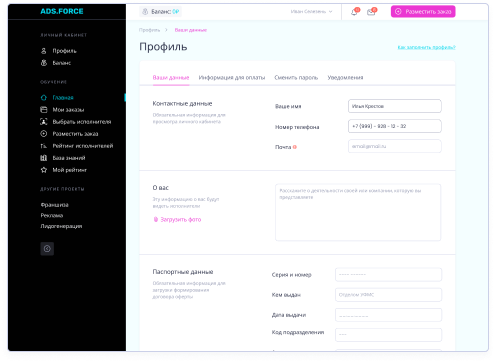 ADS.FORCE
Баланс: 0₽
Иван Селезень
Разместить заказ
ЛИЧНЫЙ КАБИНЕТ
Профиль
Баланс
ОБУЧЕНИЕ
Главная
Мои заказы
Выбрать исполнителя
Разместить заказ
Рейтинг исполнителей
База знаний
Мой рейтинг
ДРУГИЕ ПРОЕКТЫ
Франшиза
Реклама
Лидогенерация
Профиль > Ваши данные
Профиль
Как заполнить профиль?
Ваши данные Информация для оплаты Сменить пароль Уведомления
Контактные данные
Обязательная информация для
просмотра личного кабинета
Ваше имя
Илья Крестов
Номер телефона
+7 (999) - 928 - 12 - 32
Почта
email@email.ru
О вас
Эту информацию о вас будут
видеть исполнители
Загрузить фото
Расскажите о деятельности своей или компании, которую вы
представляете
Паспортные данные
Обязательная информация для
загрузки формирования
договора оферты
Серия и номер
Кем выдан
Отделом УФМС
Дата выдачи
Код подразделения